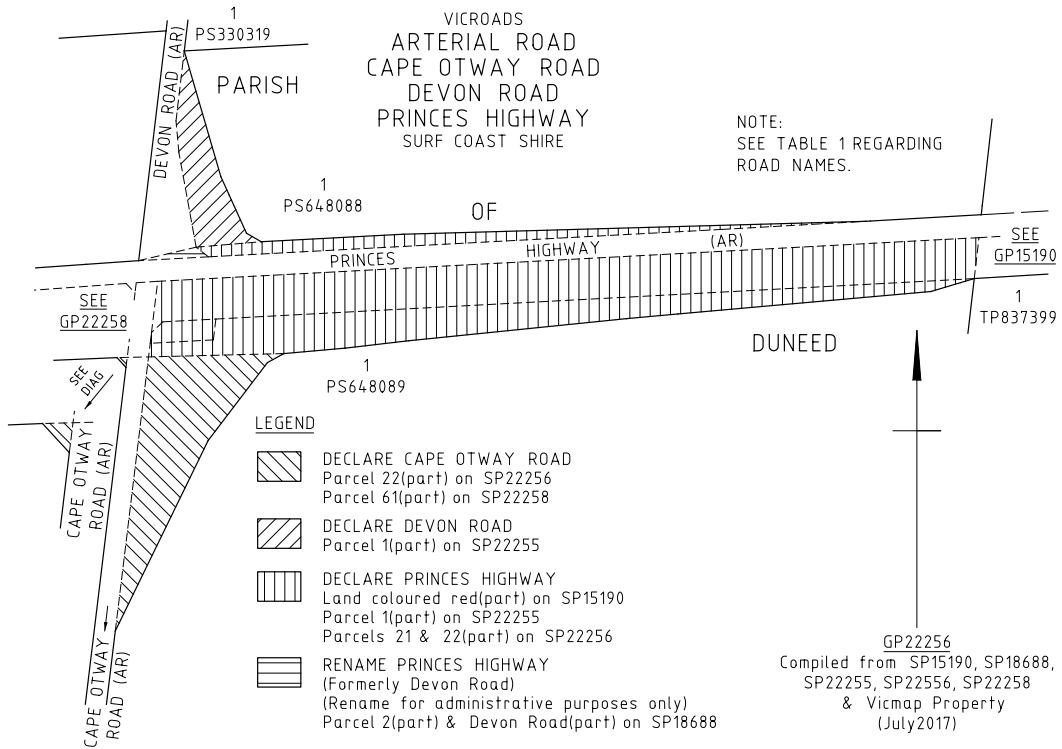 1
PS330319
VICROADS
ARTERIAL ROAD
CAPE OTWAY ROAD
DEVON ROAD
PRINCES HIGHWAY
SURF COAST SHIRE
DEVON ROAD (AR)
PARISH
NOTE:
SEE TABLE 1 REGARDING
ROAD NAMES.
1
PS648088
OF
PRINCES HIGHWAY (AR)
SEE
GP15190
SEE
GP22258
1
TP837399
DUNEED
1
PS648089
SEE
DIAG
CAPE OTWAY
ROAD (AR)
LEGEND
DECLARE CAPE OTWAY ROAD
Parcel 22(part) on SP22256
Parcel 61(part) on SP22258
DECLARE DEVON ROAD
Parcel 1(part) on SP22255
DECLARE PRINCES HIGHWAY
Land coloured red(part) on SP15190
Parcel 1(part) on SP22255
Parcels 21 & 22(part) on SP22256
RENAME PRINCES HIGHWAY
(Formerly Devon Road)
(Rename for administrative purposes only)
Parcel 2(part) & Devon Road(part) on SP18688
CAPE OTWAY
ROAD (AR)
GP22256
Compiled from SP15190, SP18688,
SP22255, SP22556, SP22258
& Vicmap Property
(July2017)